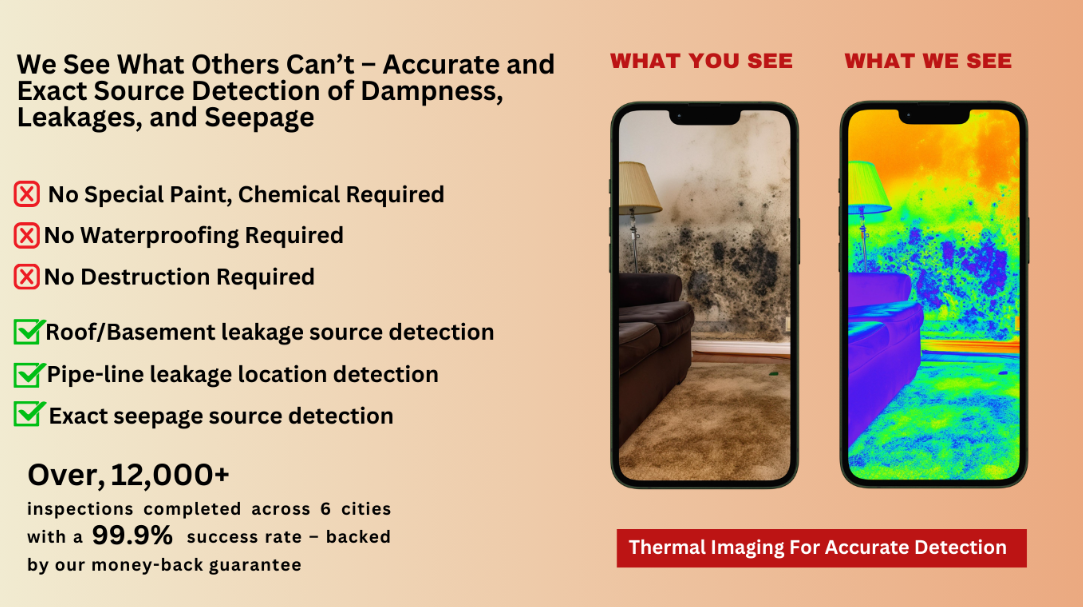 We See What Others Can’t – Accurate and
Exact Source Detection of Dampness,
Leakages, and Seepage
No Special Paint, Chemical Required
No Waterproofing Required
No Destruction Required
Roof/Basement leakage source detection
Pipe-line leakage location detection
Exact seepage source detection
Over, 12,000+
inspections completed across 6 cities
with a 99.9% success rate – backed
by our money-back guarantee
WHAT YOU SEE
WHAT WE SEE
Thermal Imaging For Accurate Detection